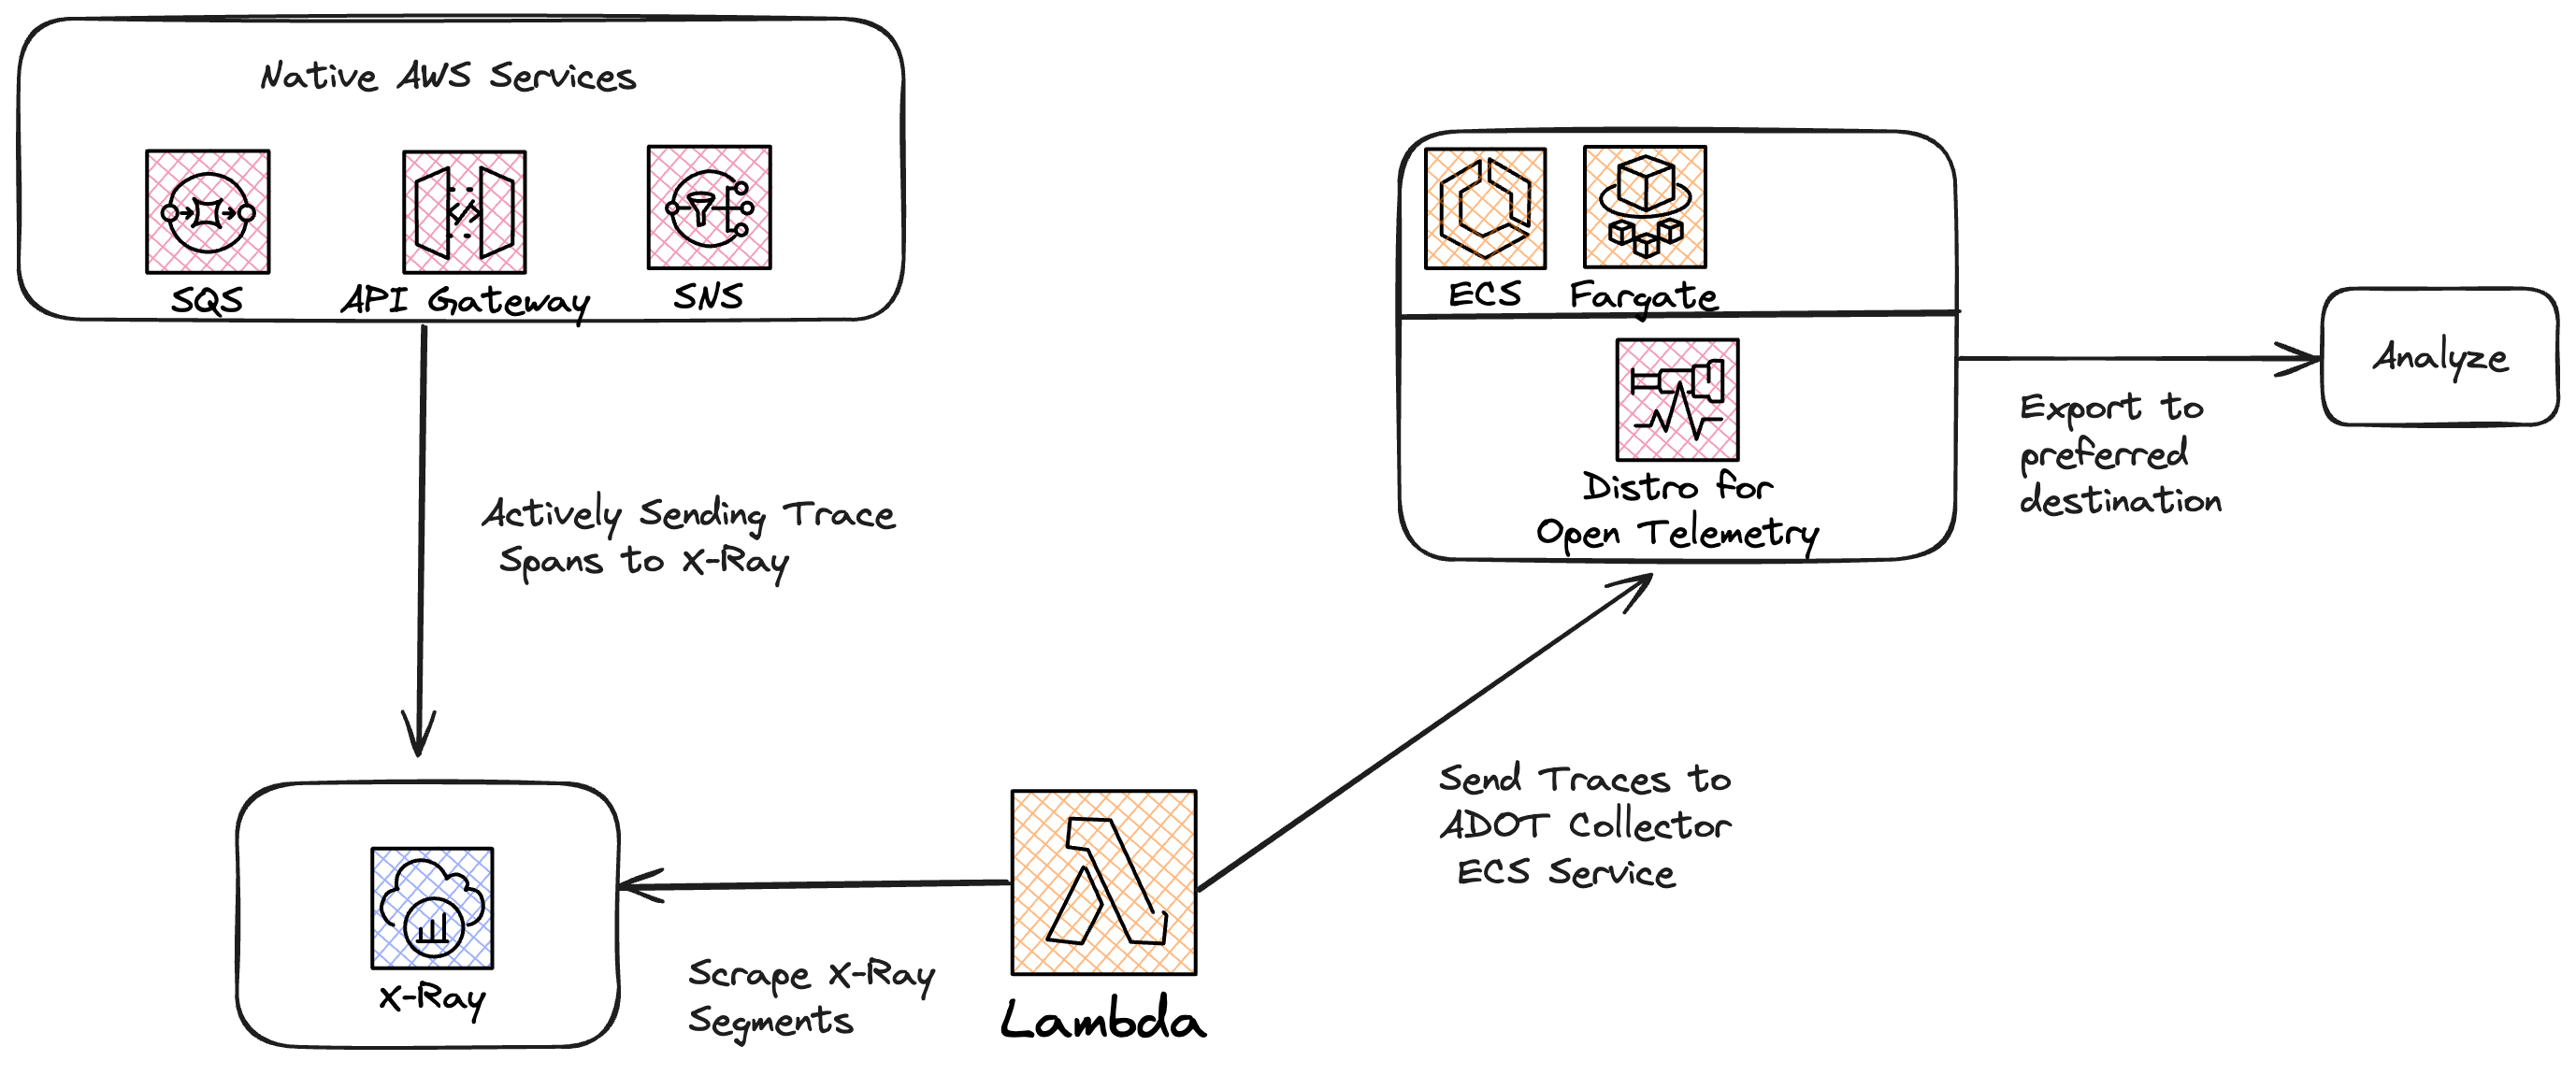 Native AWS Services
SQS
API Gateway
SNS
ECS
Fargate
Distro for
Open Telemetry
Analyze
Export to
preferred
destination
Actively Sending Trace
Spans to X-Ray
Send Traces to
ADOT Collector
ECS Service
X-Ray
Scrape X-Ray
Segments
Lambda